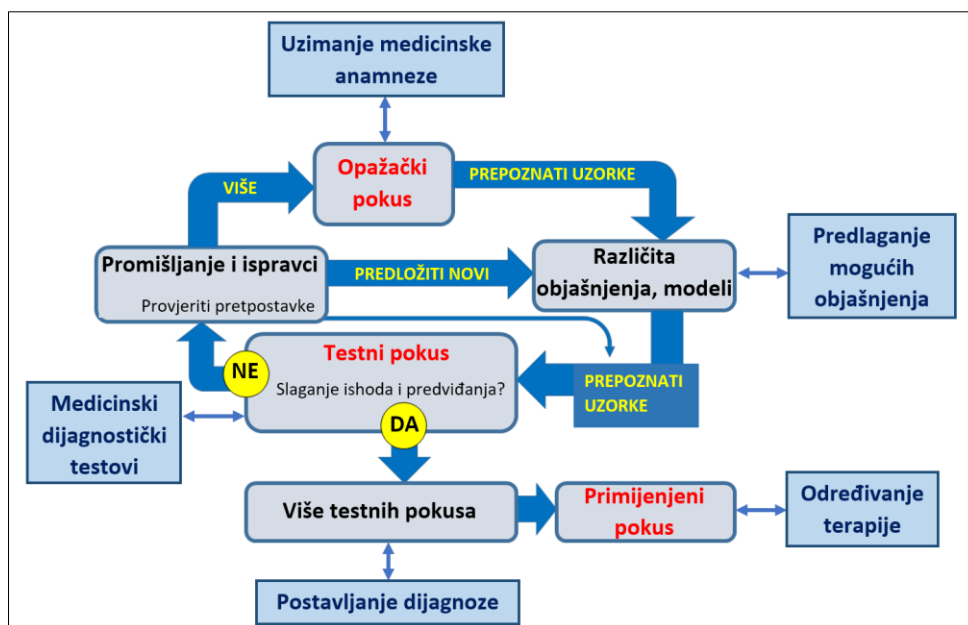 Uzimanje medicinske
anamneze
Opažački
pokus
PREPOZNATI UZORKE
VIŠE
Promišljanje i ispravci
Provjeriti pretpostavke
PREDLOŽITI NOVI
Različita
objašnjenja, modeli
Predlaganje
mogućih
objašnjenja
Testni pokus
Slaganje ishoda i predviđanja?
NE
DA
PREPOZNATI
UZORKE
Medicinski
dijagnostički
testovi
Više testnih pokusa
Primijenjeni
pokus
Određivanje
terapije
Postavljanje dijagnoze